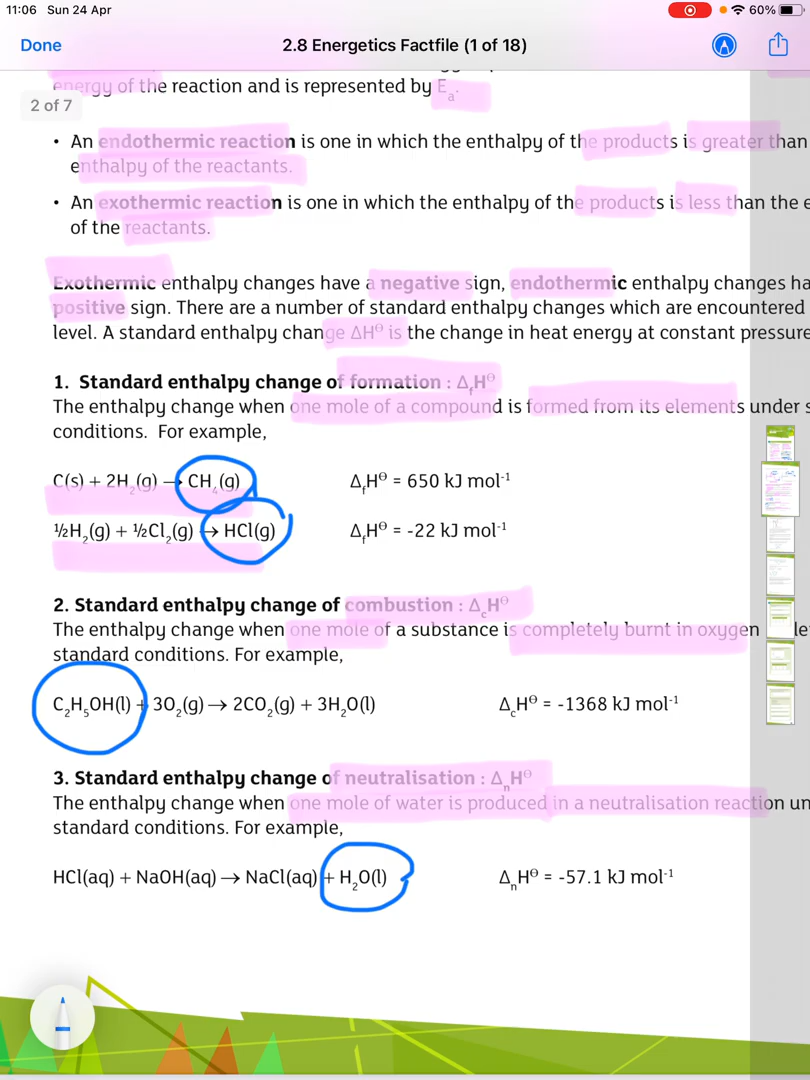 11:06 Sun 24 Apr
60%
Done
2.8 Energetics Factfile (1 of 18)
energy of the reaction and is represented by Eₐ.
2 of 7
• An endothermic reaction is one in which the enthalpy of the products is greater than
enthalpy of the reactants.
• An exothermic reaction is one in which the enthalpy of the products is less than the
of the reactants.
Exothermic enthalpy changes have a negative sign, endothermic enthalpy changes
positive sign. There are a number of standard enthalpy changes which are encountered
level. A standard enthalpy change ΔH⊖ is the change in heat energy at constant pressure
1. Standard enthalpy change of formation : ΔfH⊖
The enthalpy change when one mole of a compound is formed from its elements under
conditions. For example,
C(s) + 2H₂(g) → CH₄(g) ΔfH⊖ = 650 kJ mol⁻¹
½H₂(g) + ½Cl₂(g) → HCl(g) ΔfH⊖ = -22 kJ mol⁻¹
2. Standard enthalpy change of combustion : ΔcH⊖
The enthalpy change when one mole of a substance is completely burnt in oxygen
standard conditions. For example,
C₂H₅OH(l) + 3O₂(g) → 2CO₂(g) + 3H₂O(l) ΔcH⊖ = -1368 kJ mol⁻¹
3. Standard enthalpy change of neutralisation : ΔnH⊖
The enthalpy change when one mole of water is produced in a neutralisation reaction
standard conditions. For example,
HCl(aq) + NaOH(aq) → NaCl(aq) + H₂O(l) ΔnH⊖ = -57.1 kJ mol⁻¹